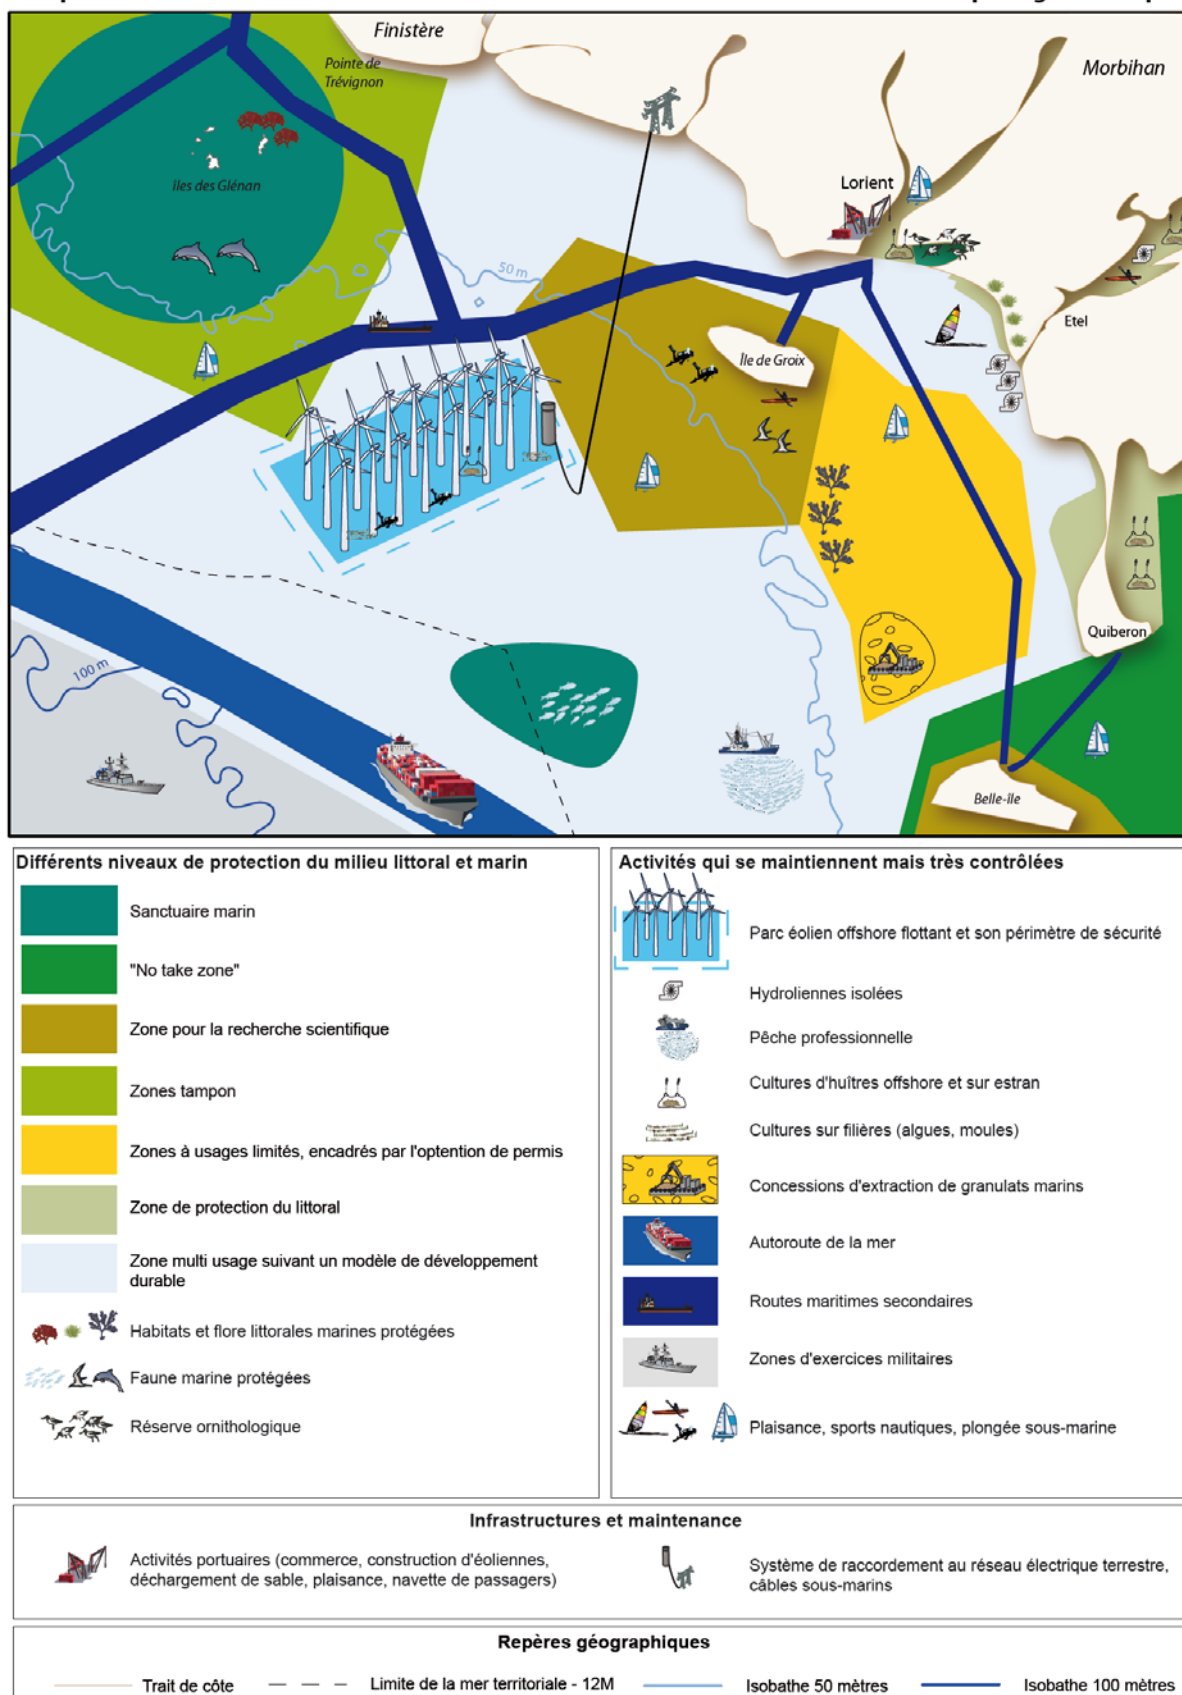 Finistère
Pointe de
Trévignon
Morbihan
Îles des Glénan
Lorient
50 m
Etel
Île de Groix
Quiberon
100 m
Belle-île
Différents niveaux de protection du milieu littoral et marin
Sanctuaire marin
"No take zone"
Zone pour la recherche scientifique
Zones tampon
Zones à usages limités, encadrés par l'optention de permis
Zone de protection du littoral
Zone multi usage suivant un modèle de développement
durable
Habitats et flore littorales marines protégées
Faune marine protégées
Réserve ornithologique
Activités qui se maintiennent mais très contrôlées
Parc éolien offshore flottant et son périmètre de sécurité
Hydroliennes isolées
Pêche professionnelle
Cultures d'huîtres offshore et sur estran
Cultures sur filières (algues, moules)
Concessions d'extraction de granulats marins
Autoroute de la mer
Routes maritimes secondaires
Zones d'exercices militaires
Plaisance, sports nautiques, plongée sous-marine
Infrastructures et maintenance
Activités portuaires (commerce, construction d'éoliennes,
déchargement de sable, plaisance, navette de passagers)
Système de raccordement au réseau électrique terrestre,
câbles sous-marins
Repères géographiques
Trait de côte
Limite de la mer territoriale - 12M
Isobathe 50 mètres
Isobathe 100 mètres